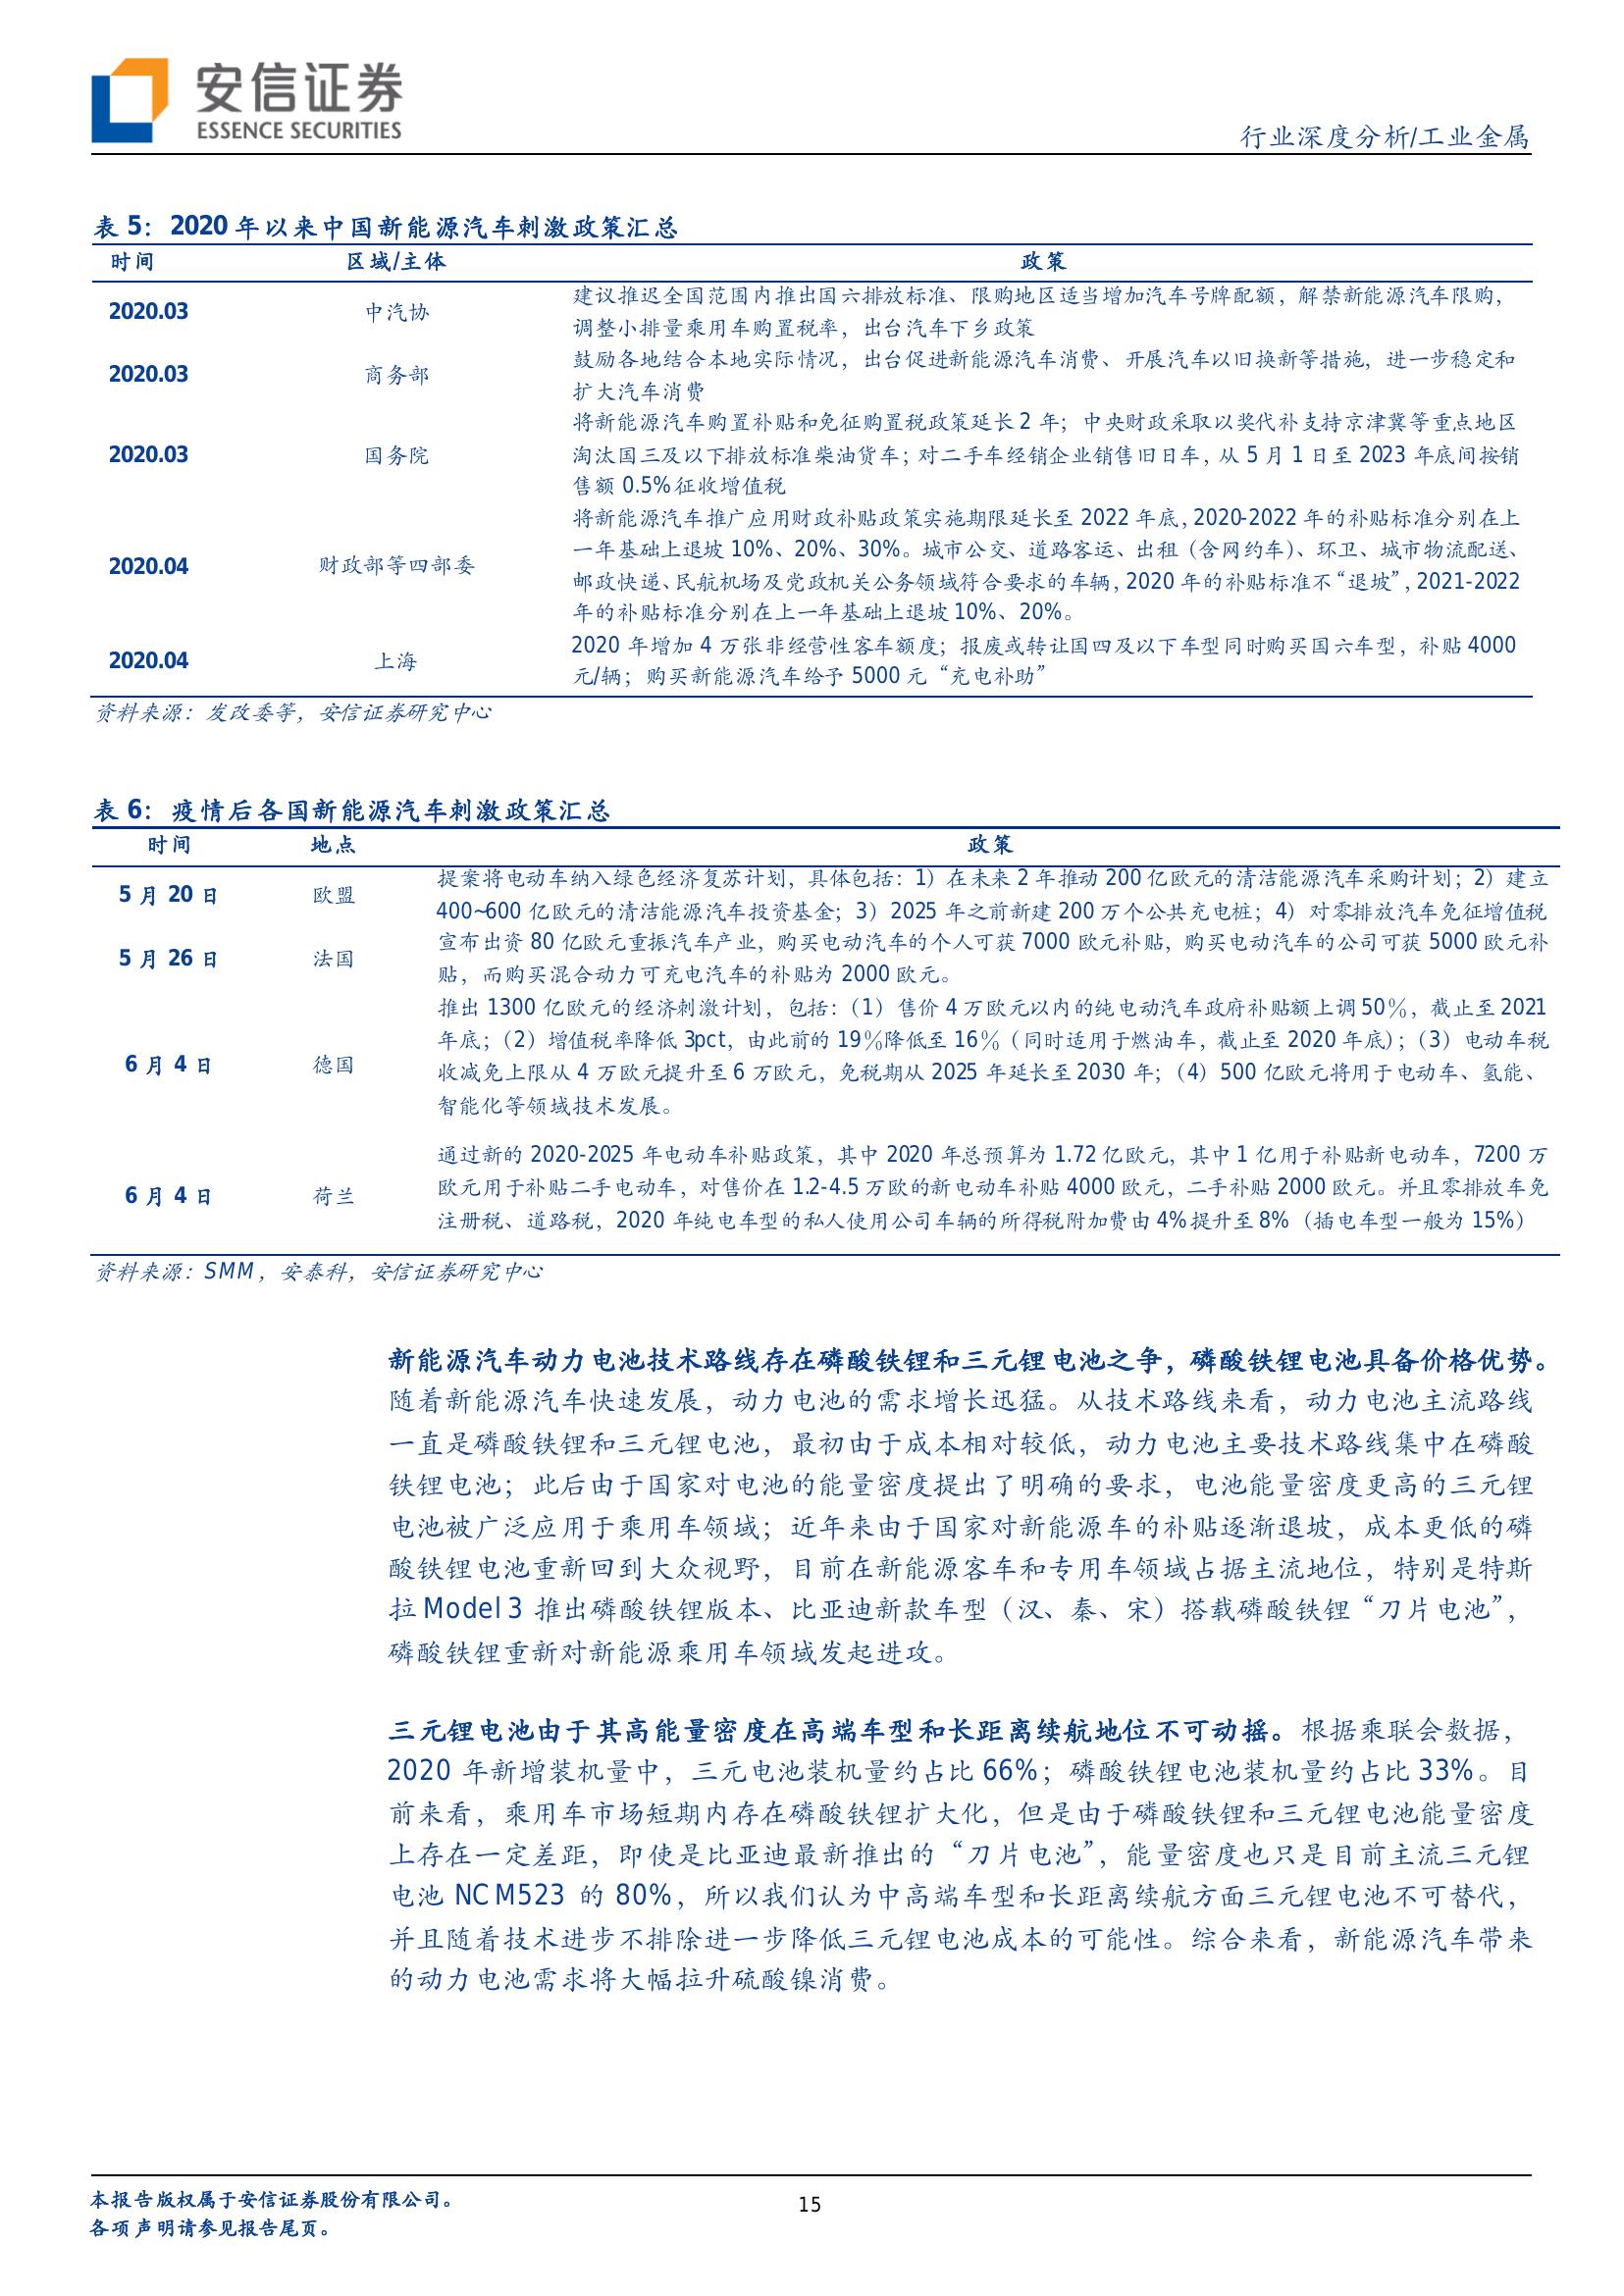 安信证券
ESSENCE SECURITIES
行业深度分析/工业金属
表 5：2020 年以来中国新能源汽车刺激政策汇总
时间 区域/主体 政策
2020.03 中汽协 建议推迟全国范围内推出国六排放标准、限购地区适当增加汽车号牌配额，解禁新能源汽车限购，
调整小排量乘用车购置税率，出台汽车下乡政策
2020.03 商务部 鼓励各地结合本地实际情况，出台促进新能源汽车消费、开展汽车以旧换新等措施，进一步稳定和
扩大汽车消费
将新能源汽车购置补贴和免征购置税政策延长 2 年；中央财政采取以奖代补支持京津冀等重点地区
2020.03 国务院 淘汰国三及以下排放标准柴油货车；对二手车经销企业销售旧日车，从 5 月 1 日至 2023 年底间按销
售额 0.5%征收增值税
将新能源汽车推广应用财政补贴政策实施期限延长至 2022 年底，2020-2022 年的补贴标准分别在上
一年基础上退坡 10%、20%、30%。城市公交、道路客运、出租（含网约车）、环卫、城市物流配送、
2020.04 财政部等四部委 邮政快递、民航机场及党政机关公务领域符合要求的车辆，2020 年的补贴标准不“退坡”，2021-2022
年的补贴标准分别在上一年基础上退坡 10%、20%。
2020.04 上海 2020 年增加 4 万张非经营性客车额度；报废或转让国四及以下车型同时购买国六车型，补贴 4000
元/辆；购买新能源汽车给予 5000 元“充电补助”
资料来源：发改委等，安信证券研究中心
表 6：疫情后各国新能源汽车刺激政策汇总
时间 地点 政策
5 月 20 日 欧盟 提案将电动车纳入绿色经济复苏计划，具体包括：1）在未来 2 年推动 200 亿欧元的清洁能源汽车采购计划；2）建立
400~600 亿欧元的清洁能源汽车投资基金；3）2025 年之前新建 200 万个公共充电桩；4）对零排放汽车免征增值税
5 月 26 日 法国 宣布出资 80 亿欧元重振汽车产业，购买电动汽车的个人可获 7000 欧元补贴，购买电动汽车的公司可获 5000 欧元补
贴，而购买混合动力可充电汽车的补贴为 2000 欧元。
推出 1300 亿欧元的经济刺激计划，包括：（1）售价 4 万欧元以内的纯电动汽车政府补贴额上调 50％，截止至 2021
年底；（2）增值税率降低 3pct，由此前的 19％降低至 16％（同时适用于燃油车，截止至 2020 年底）；（3）电动车税
6 月 4 日 德国 收减免上限从 4 万欧元提升至 6 万欧元，免税期从 2025 年延长至 2030 年；（4）500 亿欧元将用于电动车、氢能、
智能化等领域技术发展。
通过新的 2020-2025 年电动车补贴政策，其中 2020 年总预算为 1.72 亿欧元，其中 1 亿用于补贴新电动车，7200 万
6 月 4 日 荷兰 欧元用于补贴二手电动车，对售价在 1.2-4.5 万欧的新电动车补贴 4000 欧元，二手补贴 2000 欧元。并且零排放车免
注册税、道路税，2020 年纯电车型的私人使用公司车辆的所得税附加费由 4%提升至 8%（插电车型一般为 15%）
资料来源：SMM，安泰科，安信证券研究中心
新能源汽车动力电池技术路线存在磷酸铁锂和三元锂电池之争，磷酸铁锂电池具备价格优势。
随着新能源汽车快速发展，动力电池的需求增长迅猛。从技术路线来看，动力电池主流路线
一直是磷酸铁锂和三元锂电池，最初由于成本相对较低，动力电池主要技术路线集中在磷酸
铁锂电池；此后由于国家对电池的能量密度提出了明确的要求，电池能量密度更高的三元锂
电池被广泛应用于乘用车领域；近年来由于国家对新能源车的补贴逐渐退坡，成本更低的磷
酸铁锂电池重新回到大众视野，目前在新能源客车和专用车领域占据主流地位，特别是特斯
拉 Model 3 推出磷酸铁锂版本、比亚迪新款车型（汉、秦、宋）搭载磷酸铁锂“刀片电池”，
磷酸铁锂重新对新能源乘用车领域发起进攻。
三元锂电池由于其高能量密度在高端车型和长距离续航地位不可动摇。根据乘联会数据，
2020 年新增装机量中，三元电池装机量约占比 66%；磷酸铁锂电池装机量约占比 33%。目
前来看，乘用车市场短期内存在磷酸铁锂扩大化，但是由于磷酸铁锂和三元锂电池能量密度
上存在一定差距，即使是比亚迪最新推出的“刀片电池”，能量密度也只是目前主流三元锂
电池 NCM523 的 80%，所以我们认为中高端车型和长距离续航方面三元锂电池不可替代，
并且随着技术进步不排除进一步降低三元锂电池成本的可能性。综合来看，新能源汽车带来
的动力电池需求将大幅拉升硫酸镍消费。
本报告版权属于安信证券股份有限公司。
15
各项声明请参见报告尾页。